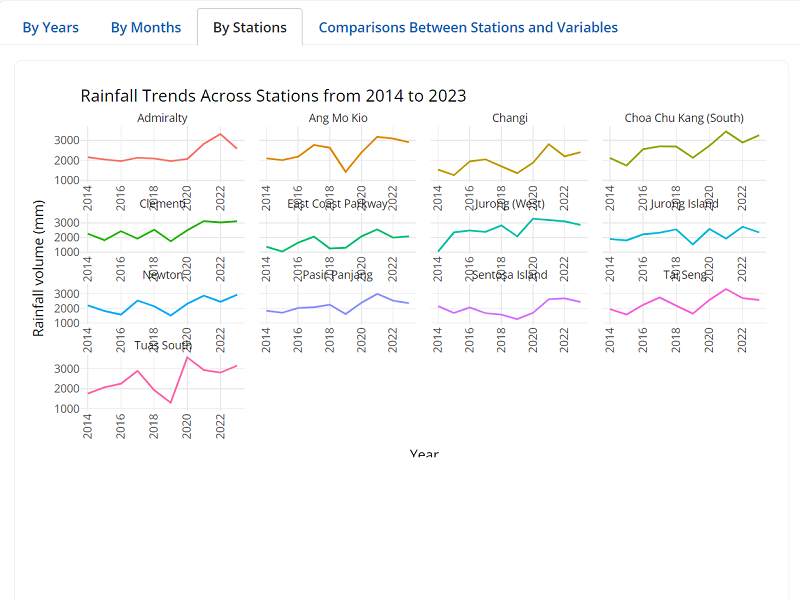 By Years By Months By Stations Comparisons Between Stations and Variables
Rainfall Trends Across Stations from 2014 to 2023
Admiralty Ang Mo Kio Changi Choa Chu Kang (South)
3000
2000
1000
2014 2016 2018 2020 2022 2014 2016 2018 2020 2022 2014 2016 2018 2020 2022 2014 2016 2018 2020 2022
Clementi East Coast Parkway Jurong (West) Jurong Island
3000
2000
1000
2014 2016 2018 2020 2022 2014 2016 2018 2020 2022 2014 2016 2018 2020 2022 2014 2016 2018 2020 2022
Newton Pasir Panjang Sentosa Island Tai Seng
3000
2000
1000
2014 2016 2018 2020 2022 2014 2016 2018 2020 2022 2014 2016 2018 2020 2022 2014 2016 2018 2020 2022
Tuas South
3000
2000
1000
2014 2016 2018 2020 2022
Rainfall volume (mm)
Year